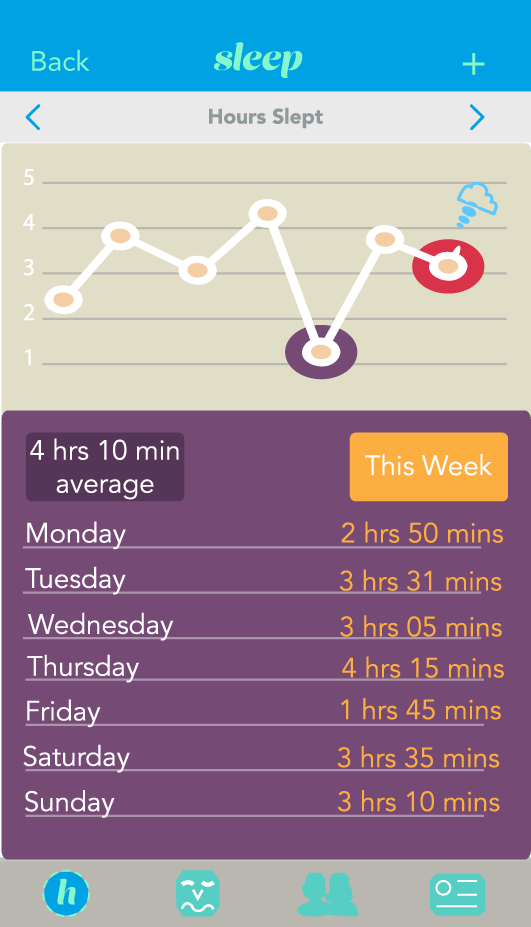 Back
sleep
+
Hours Slept
5
4
3
2
1
4 hrs 10 min
average
This Week
Monday 2 hrs 50 mins
Tuesday 3 hrs 31 mins
Wednesday 3 hrs 05 mins
Thursday 4 hrs 15 mins
Friday 1 hrs 45 mins
Saturday 3 hrs 35 mins
Sunday 3 hrs 10 mins
h